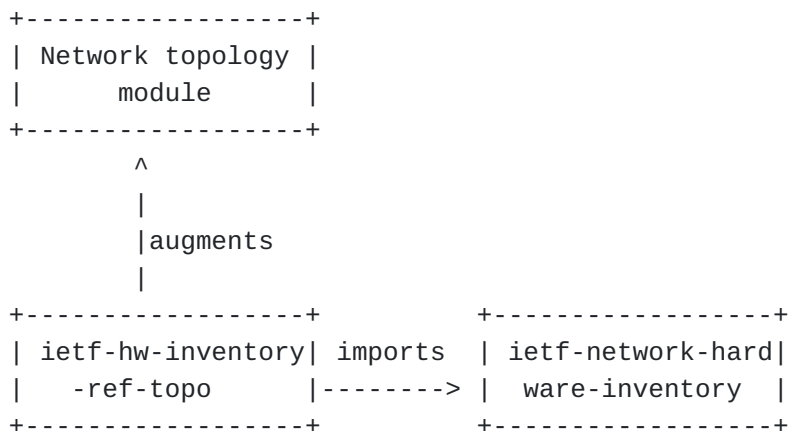 +------------------+
| Network topology |
|      module      |
+------------------+
        ^
        |
        |augments
        |
+------------------+          +------------------+
| ietf-hw-inventory| imports  | ietf-network-hard|
|   -ref-topo      |--------> |  ware-inventory  |
+------------------+          +------------------+